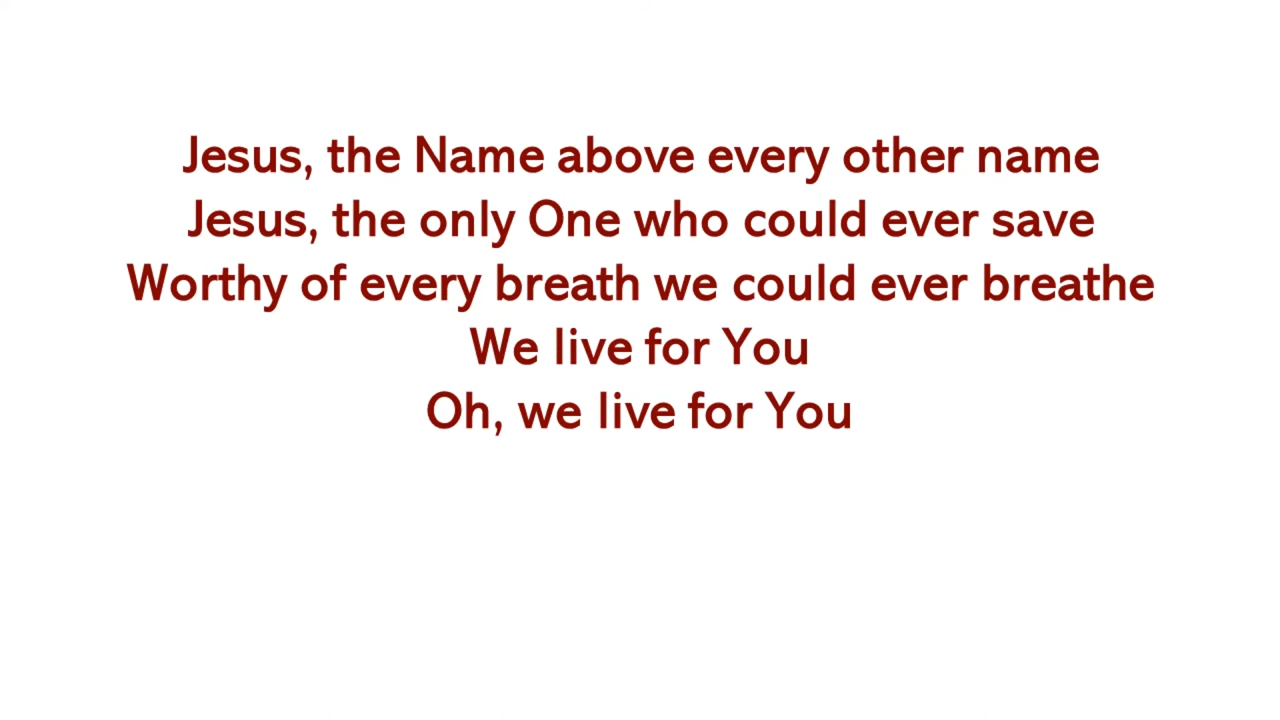 Jesus, the Name above every other name
Jesus, the only One who could ever save
Worthy of every breath we could ever breathe
We live for You
Oh, we live for You